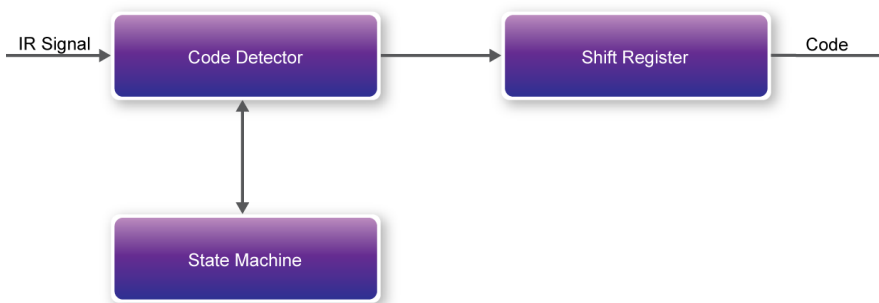 IR Signal
Code Detector
Shift Register
Code
State Machine